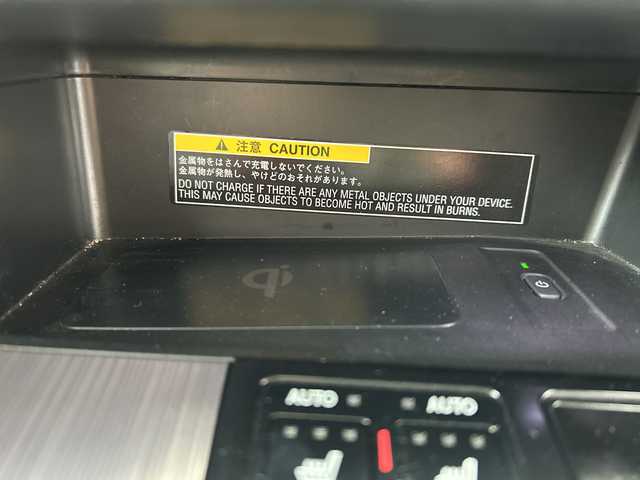 注意 CAUTION
金属物をはさんで充電しないでください。
金属物が発熱し、やけどのおそれがあります。
DO NOT CHARGE IF THERE ARE ANY METAL OBJECTS UNDER YOUR DEVICE.
THIS MAY CAUSE OBJECTS TO BECOME HOT AND RESULT IN BURNS.
qi
AUTO AUTO